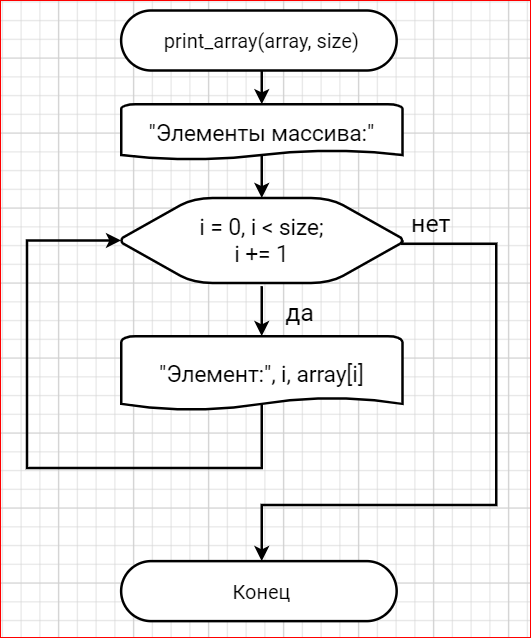 print_array(array, size)
"Элементы массива:"
i = 0, i < size;
i += 1
нет
да
"Элемент:", i, array[i]
Конец